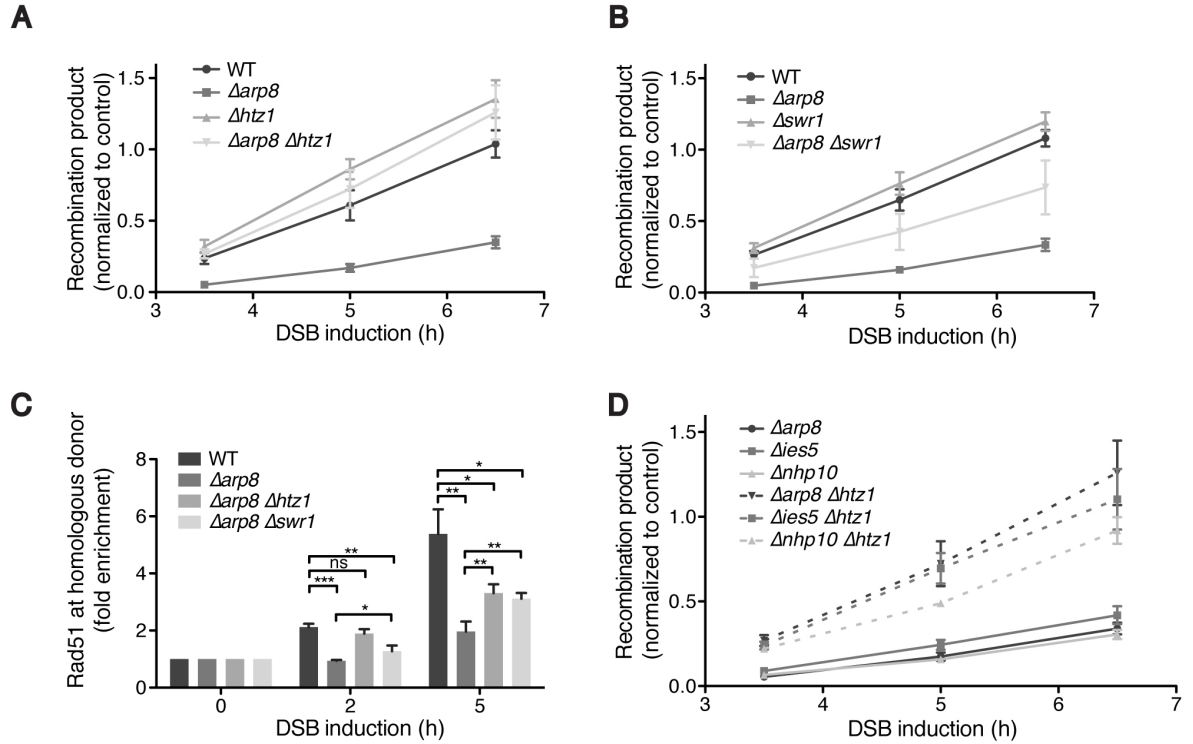 A
Recombination product
(normalized to control)
1.5
1.0
0.5
0.0
3
4
5
6
7
DSB induction (h)
WT
Δarp8
Δhtz1
Δarp8 Δhtz1
B
Recombination product
(normalized to control)
1.5
1.0
0.5
0.0
3
4
5
6
7
DSB induction (h)
WT
Δarp8
Δswr1
Δarp8 Δswr1
C
Rad51 at homologous donor
(fold enrichment)
8
6
4
2
0
0
2
5
DSB induction (h)
WT
Δarp8
Δarp8 Δhtz1
Δarp8 Δswr1
**
ns
***
*
*
*
**
**
**
D
Recombination product
(normalized to control)
1.5
1.0
0.5
0.0
3
4
5
6
7
DSB induction (h)
Δarp8
Δies5
Δnhp10
Δarp8 Δhtz1
Δies5 Δhtz1
Δnhp10 Δhtz1